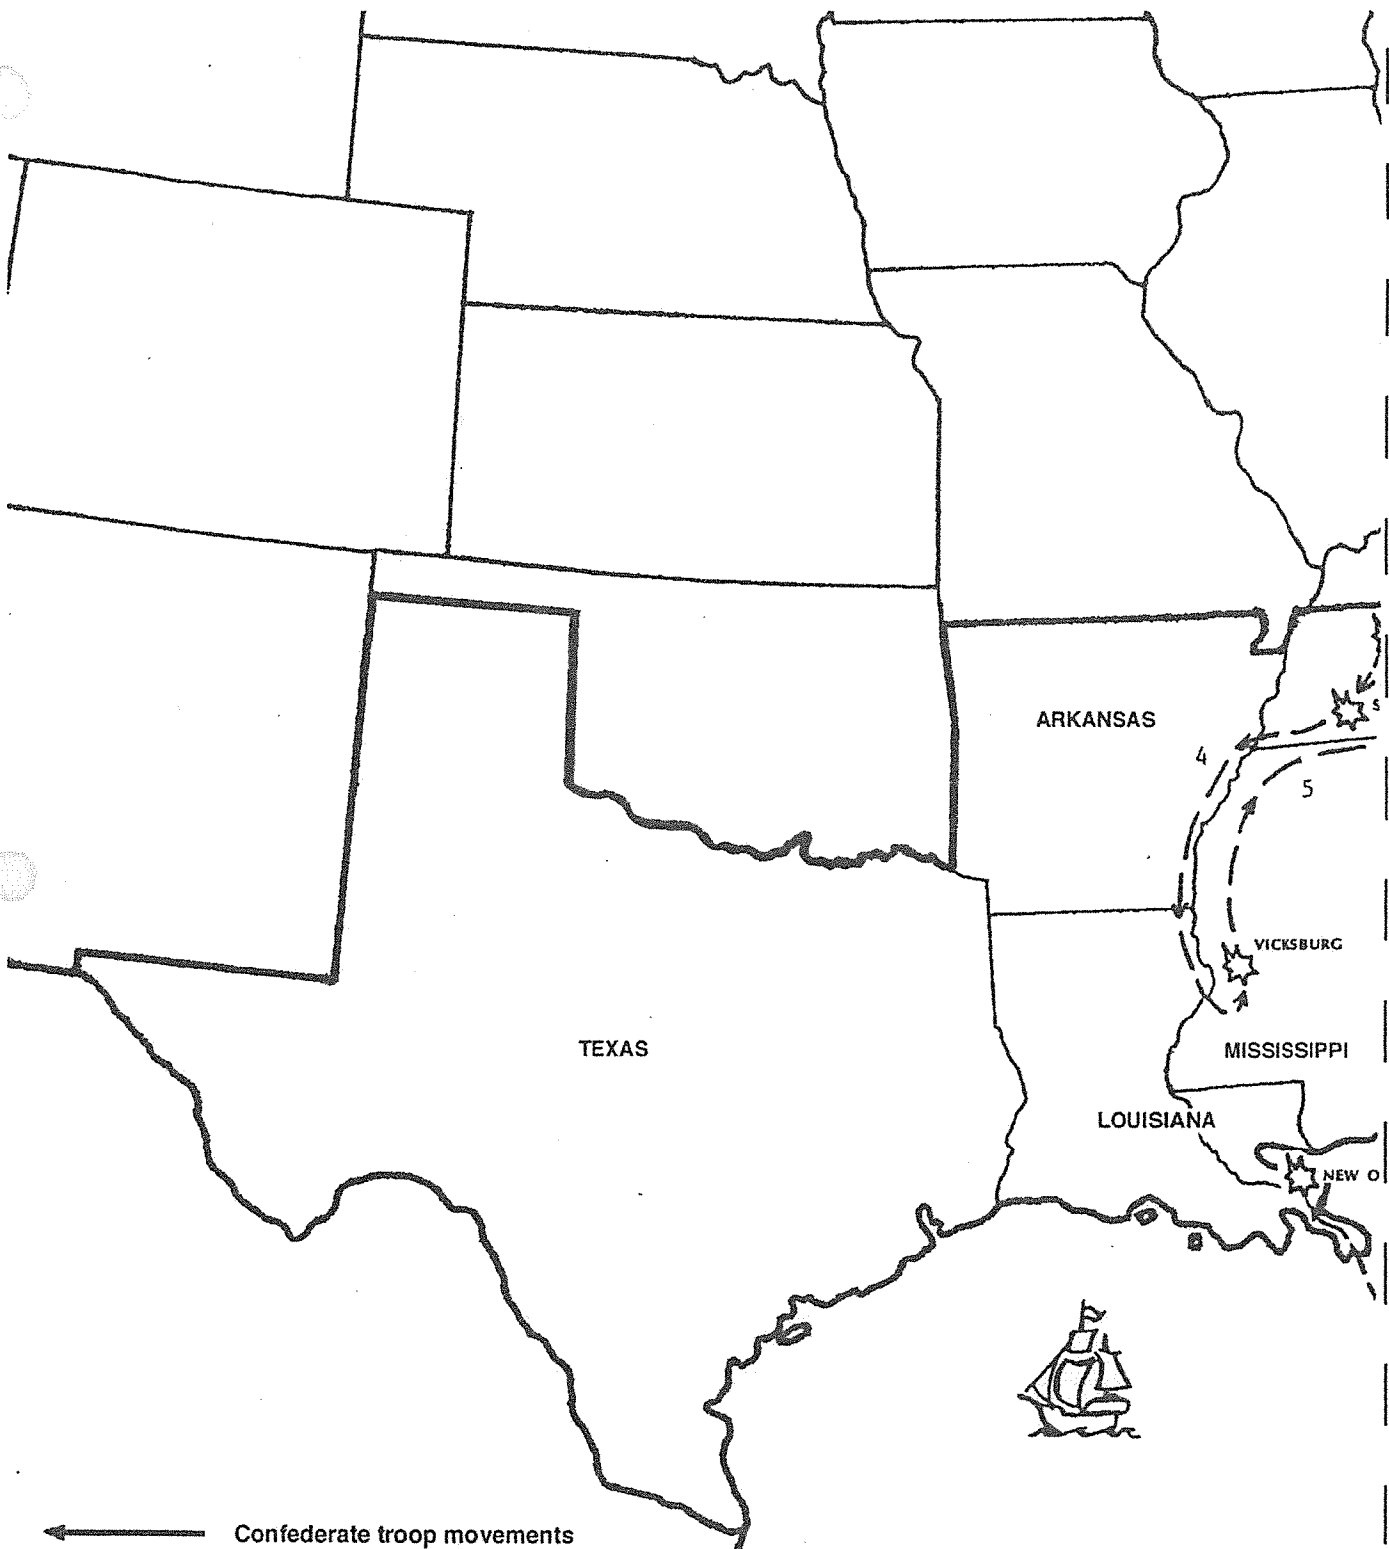 ARKANSAS
S
4
5
VICKSBURG
TEXAS
MISSISSIPPI
LOUISIANA
NEW O
Confederate troop movements